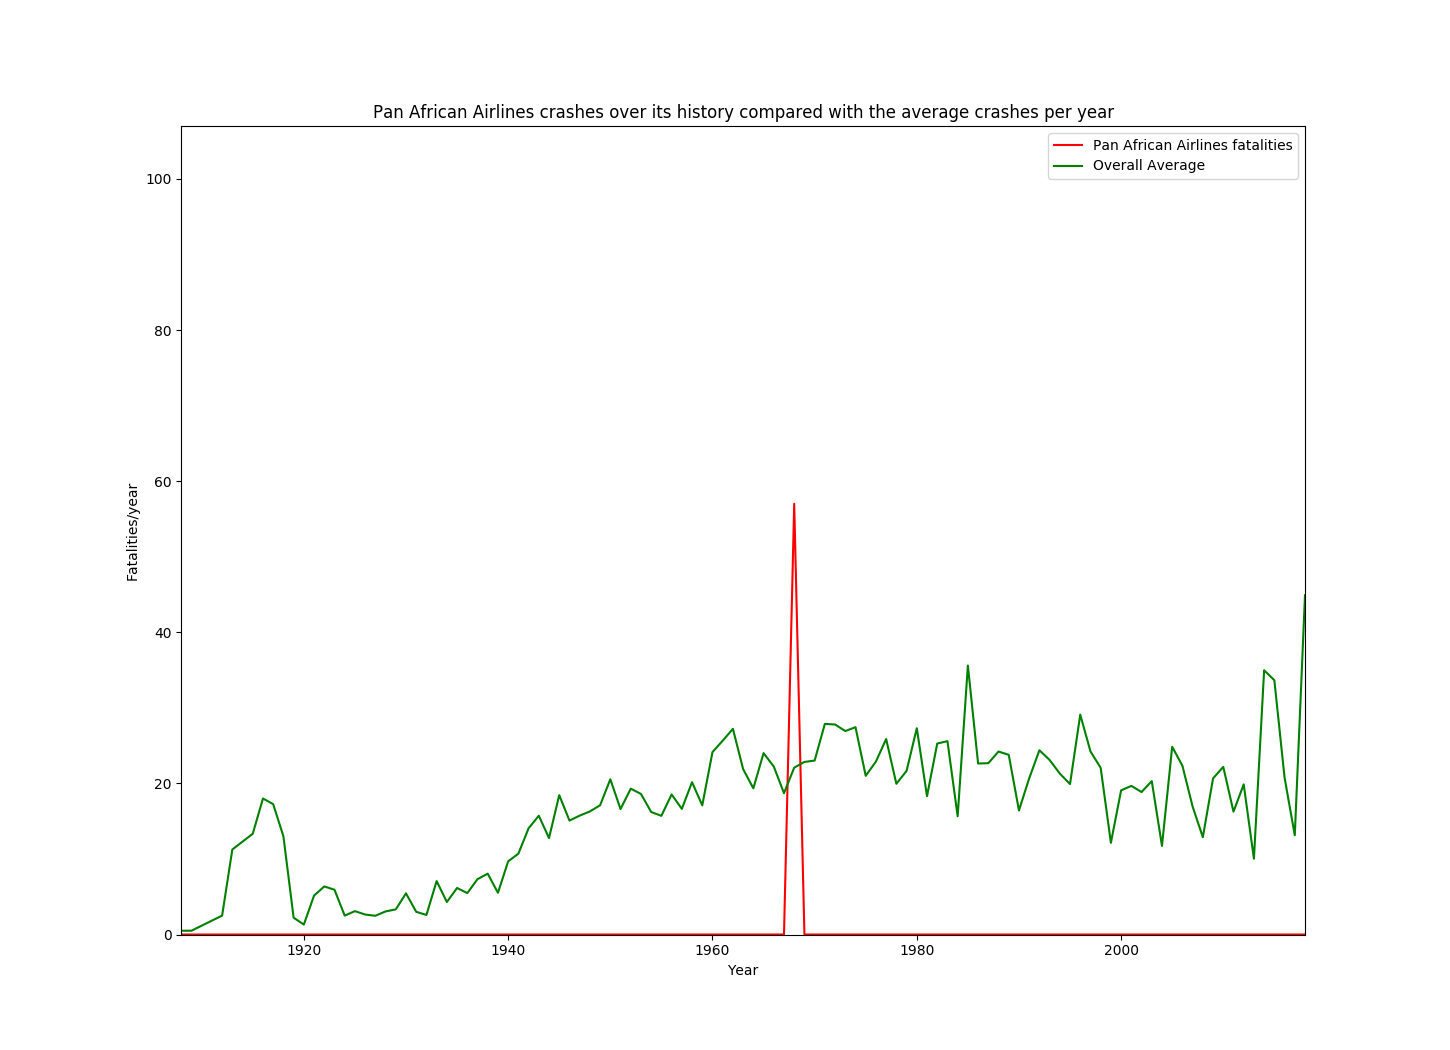 Pan African Airlines crashes over its history compared with the average crashes per year
Pan African Airlines fatalities
Overall Average
100
80
60
40
20
0
Fatalities/year
1920 1940 1960 1980 2000
Year